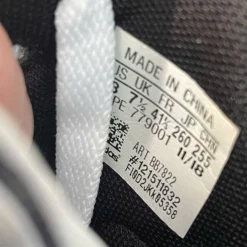 MADE IN CHINA
US UK FR JP CHN
8 7½ 41⅓ 260 255
PE 779001 11/18
ART BB7822
#121511832